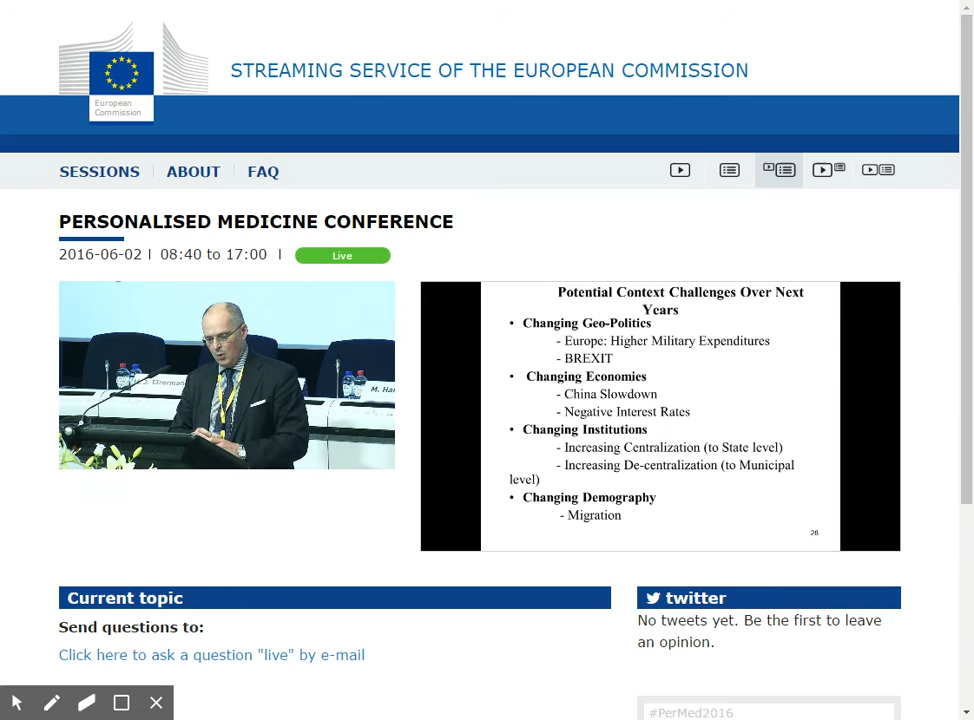 European
Commission
STREAMING SERVICE OF THE EUROPEAN COMMISSION
SESSIONS
ABOUT
FAQ
PERSONALISED MEDICINE CONFERENCE
2016-06-02 | 08:40 to 17:00 |
Live
Potential Context Challenges Over Next
Years
• Changing Geo-Politics
- Europe: Higher Military Expenditures
- BREXIT
• Changing Economies
- China Slowdown
- Negative Interest Rates
• Changing Institutions
- Increasing Centralization (to State level)
- Increasing De-centralization (to Municipal
level)
• Changing Demography
- Migration
26
Current topic
Send questions to:
Click here to ask a question "live" by e-mail
twitter
No tweets yet. Be the first to leave
an opinion.
#PerMed2016